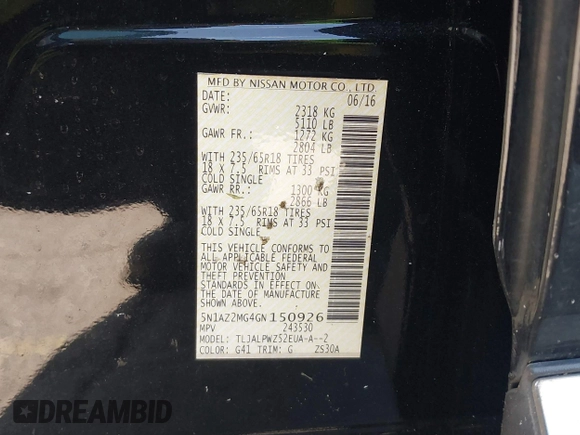 MFD BY NISSAN MOTOR CO., LTD
DATE: 06/16
GVWR: 2318 KG
5110 LB
GAWR FR.: 1272 KG
2804 LB
WITH 235/65R18 TIRES
18 X 7.5 RIMS AT 33 PSI
COLD SINGLE
GAWR RR.: 1300 KG
2866 LB
WITH 235/65R18 TIRES
18 X 7.5 RIMS AT 33 PSI
COLD SINGLE
THIS VEHICLE CONFORMS TO
ALL APPLICABLE FEDERAL
MOTOR VEHICLE SAFETY AND
THEFT PREVENTION
STANDARDS IN EFFECT ON
THE DATE OF MANUFACTURE
SHOWN ABOVE.
5N1AZ2MG4GN150926
MPV 243530
MODEL: TLJALPWZ52EUA-A--2
COLOR: G41 TRIM: G ZS30A
DREAMBID